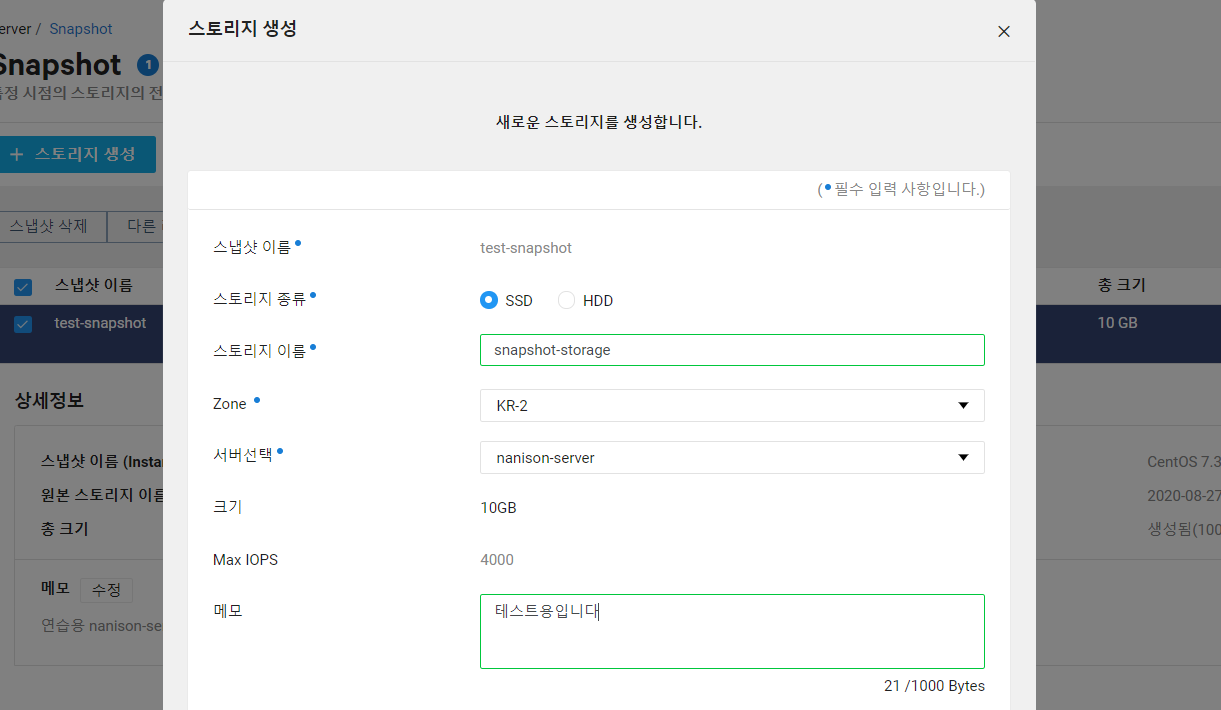 erver / Snapshot
Snapshot 1
특정 시점의 스토리지의 전
+ 스토리지 생성
스냅샷 삭제 다른
스냅샷 이름 총 크기
test-snapshot 10 GB
상세정보
스냅샷 이름 (Insta CentOS 7.3
원본 스토리지 이름 2020-08-27
총 크기 생성됨(100
메모 수정
연습용 nanison-se
스토리지 생성 ×
새로운 스토리지를 생성합니다.
(•필수 입력 사항입니다.)
스냅샷 이름• test-snapshot
스토리지 종류• SSD HDD
스토리지 이름• snapshot-storage
Zone • KR-2
서버선택• nanison-server
크기 10GB
Max IOPS 4000
메모 테스트용입니다
21 /1000 Bytes